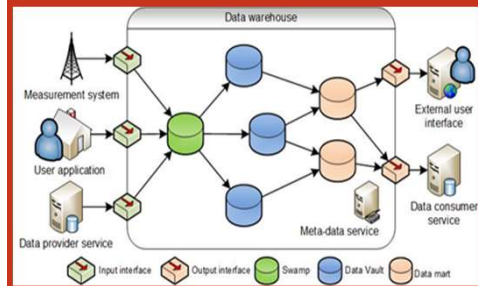 Data warehouse
Measurement system
User application
Data provider service
External user
interface
Data consumer
service
Meta-data service
Input interface
Output interface
Swamp
Data Vault
Data mart